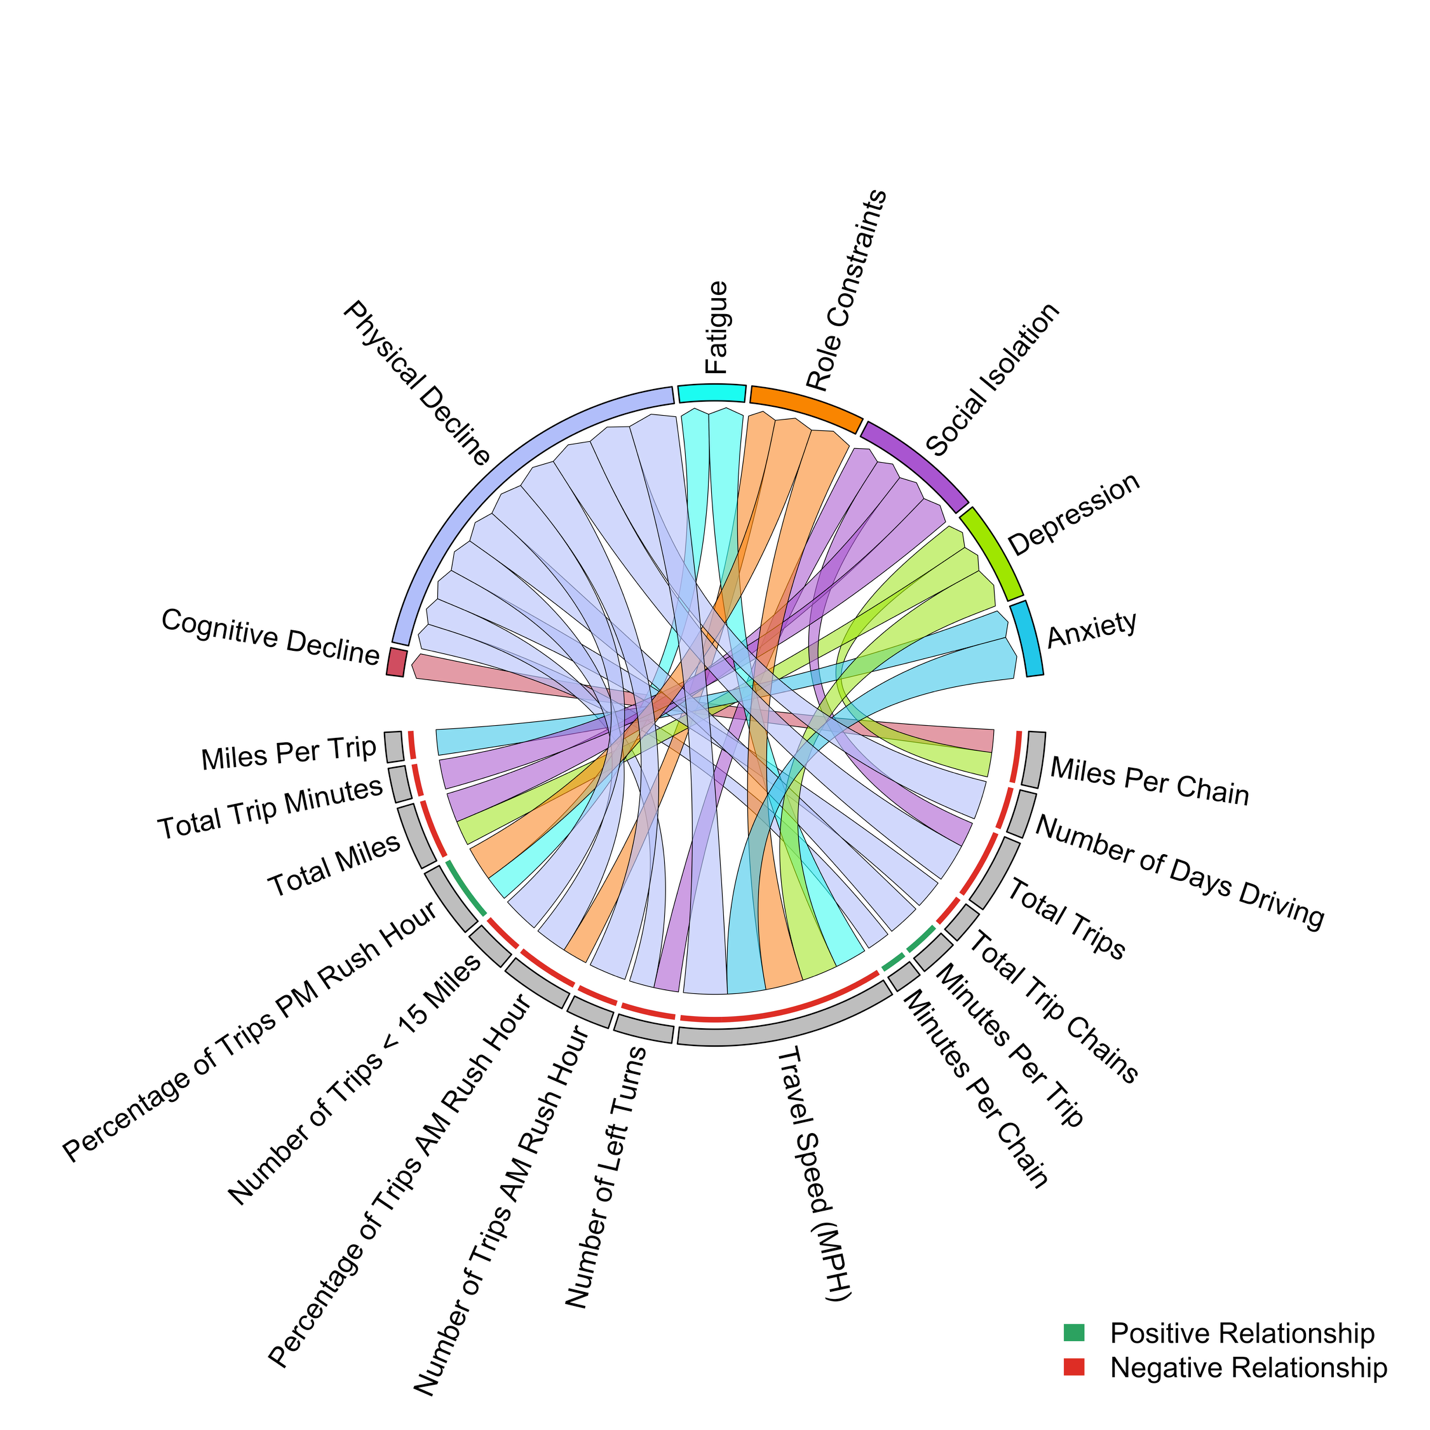 Fatigue
Role Constraints
Social Isolation
Physical Decline
Depression
Cognitive Decline
Anxiety
Miles Per Trip
Total Trip Minutes
Total Miles
Percentage of Trips PM Rush Hour
Number of Trips < 15 Miles
Percentage of Trips AM Rush Hour
Number of Trips AM Rush Hour
Number of Left Turns
Travel Speed (MPH)
Minutes Per Chain
Minutes Per Trip
Total Trip Chains
Total Trips
Number of Days Driving
Miles Per Chain
Positive Relationship
Negative Relationship